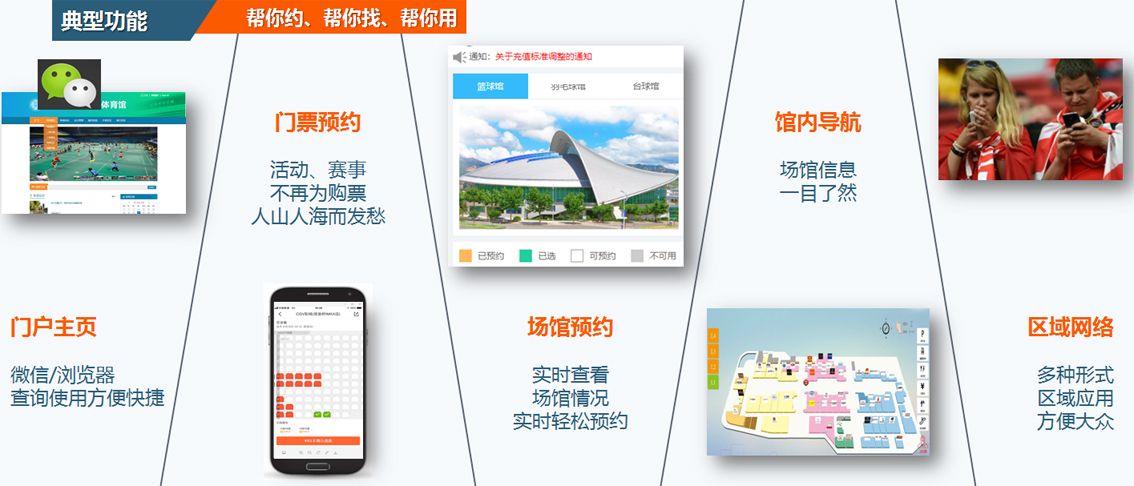 典型功能
帮你约、帮你找、帮你用
体育馆
门户主页
微信/浏览器
查询使用方便快捷
门票预约
活动、赛事
不再为购票
人山人海而发愁
通知：关于充值标准调整的通知
篮球馆 羽毛球馆 台球馆
已预约 已选 可预约 不可用
场馆预约
实时查看
场馆情况
实时轻松预约
馆内导航
场馆信息
一目了然
区域网络
多种形式
区域应用
方便大众